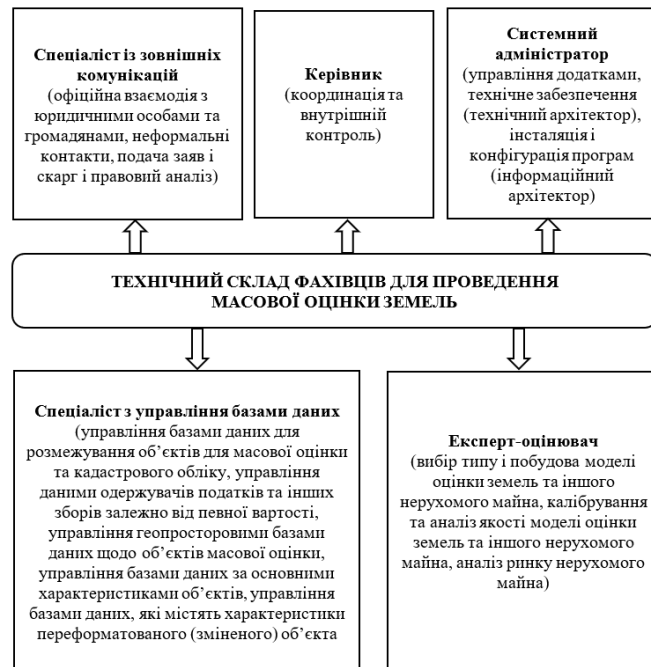 Спеціаліст із зовнішніх
комунікацій
(офіційна взаємодія з
юридичними особами та
громадянами, неформальні
контакти, подача заяв і
скарг і правовий аналіз)
Керівник
(координація та
внутрішній
контроль)
Системний
адміністратор
(управління додатками,
технічне забезпечення
(технічний архітектор),
інсталяція і
конфігурація програм
(інформаційний
архітектор)
ТЕХНІЧНИЙ СКЛАД ФАХІВЦІВ ДЛЯ ПРОВЕДЕННЯ
МАСОВОЇ ОЦІНКИ ЗЕМЕЛЬ
Спеціаліст з управління базами даних
(управління базами даних для
розмежування об’єктів для масової оцінки
та кадастрового обліку, управління
даними одержувачів податків та інших
зборів залежно від певної вартості,
управління геопросторовими базами
даних щодо об’єктів масової оцінки,
управління базами даних за основними
характеристиками об’єктів, управління
базами даних, які містять характеристики
переформатованого (зміненого) об’єкта
Експерт-оцінювач
(вибір типу і побудова моделі
оцінки земель та іншого
нерухомого майна, калібрування
та аналіз якості моделі оцінки
земель та іншого нерухомого
майна, аналіз ринку нерухомого
майна)